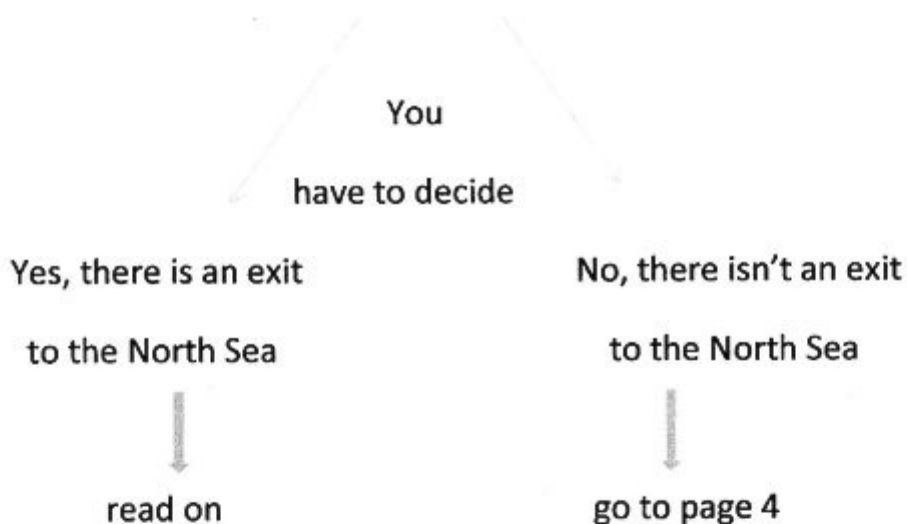 You
have to decide
Yes, there is an exit
to the North Sea
read on
No, there isn't an exit
to the North Sea
go to page 4